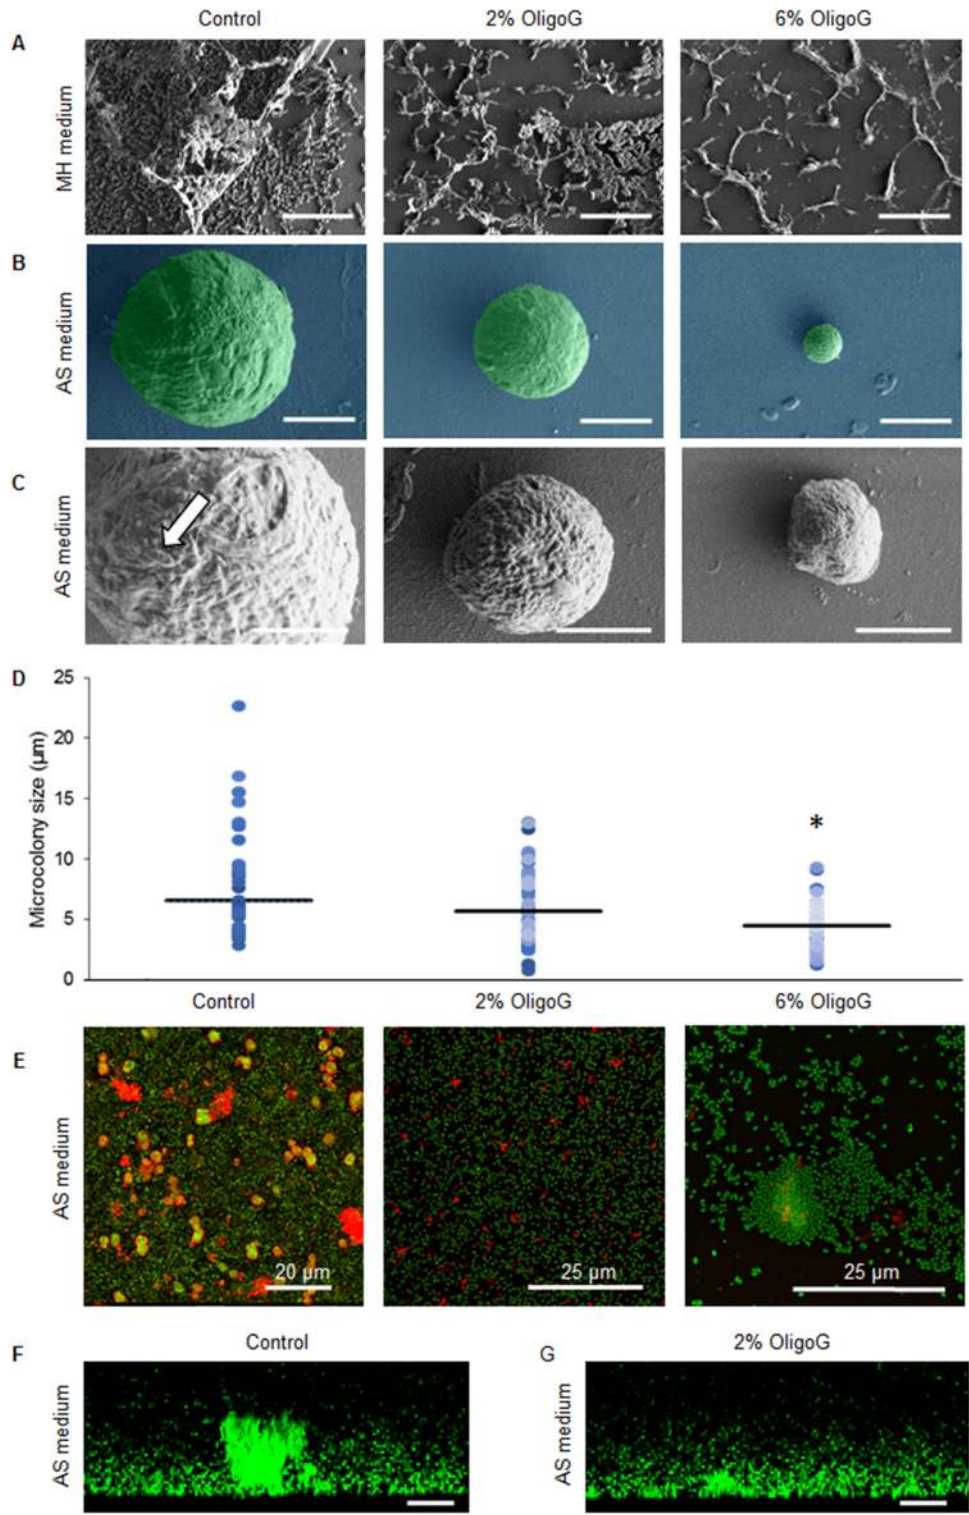 Control 2% OligoG 6% OligoG
A
MH medium
B
AS medium
C
AS medium
D
Microcolony size (µm)
25
20
15
10
5
0
*
Control 2% OligoG 6% OligoG
E
AS medium
20 µm 25 µm 25 µm
Control 2% OligoG
F
AS medium
G
AS medium